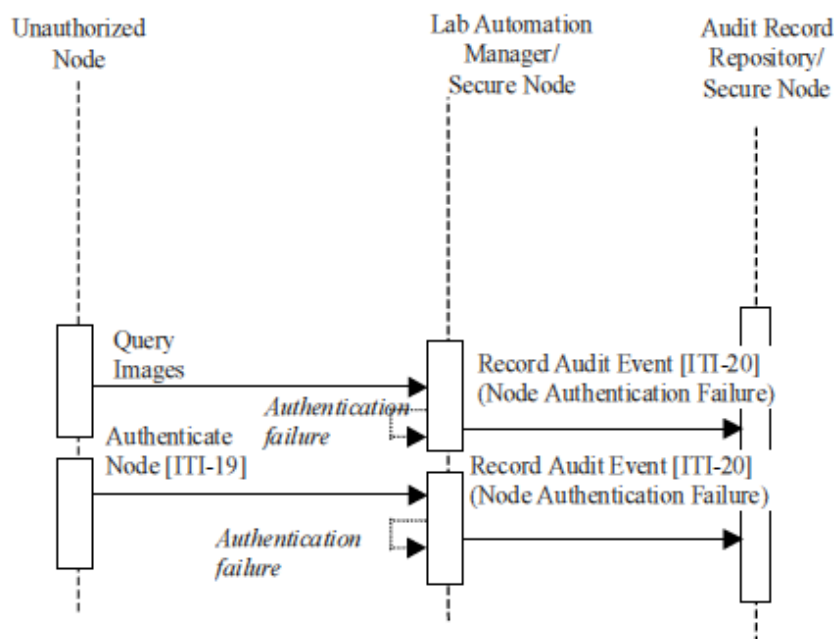 Unauthorized
Node
Lab Automation
Manager/
Secure Node
Audit Record
Repository/
Secure Node
Query
Images
Record Audit Event [ITI-20]
(Node Authentication Failure)
Authentication
failure
Authenticate
Node [ITI-19]
Record Audit Event [ITI-20]
(Node Authentication Failure)
Authentication
failure